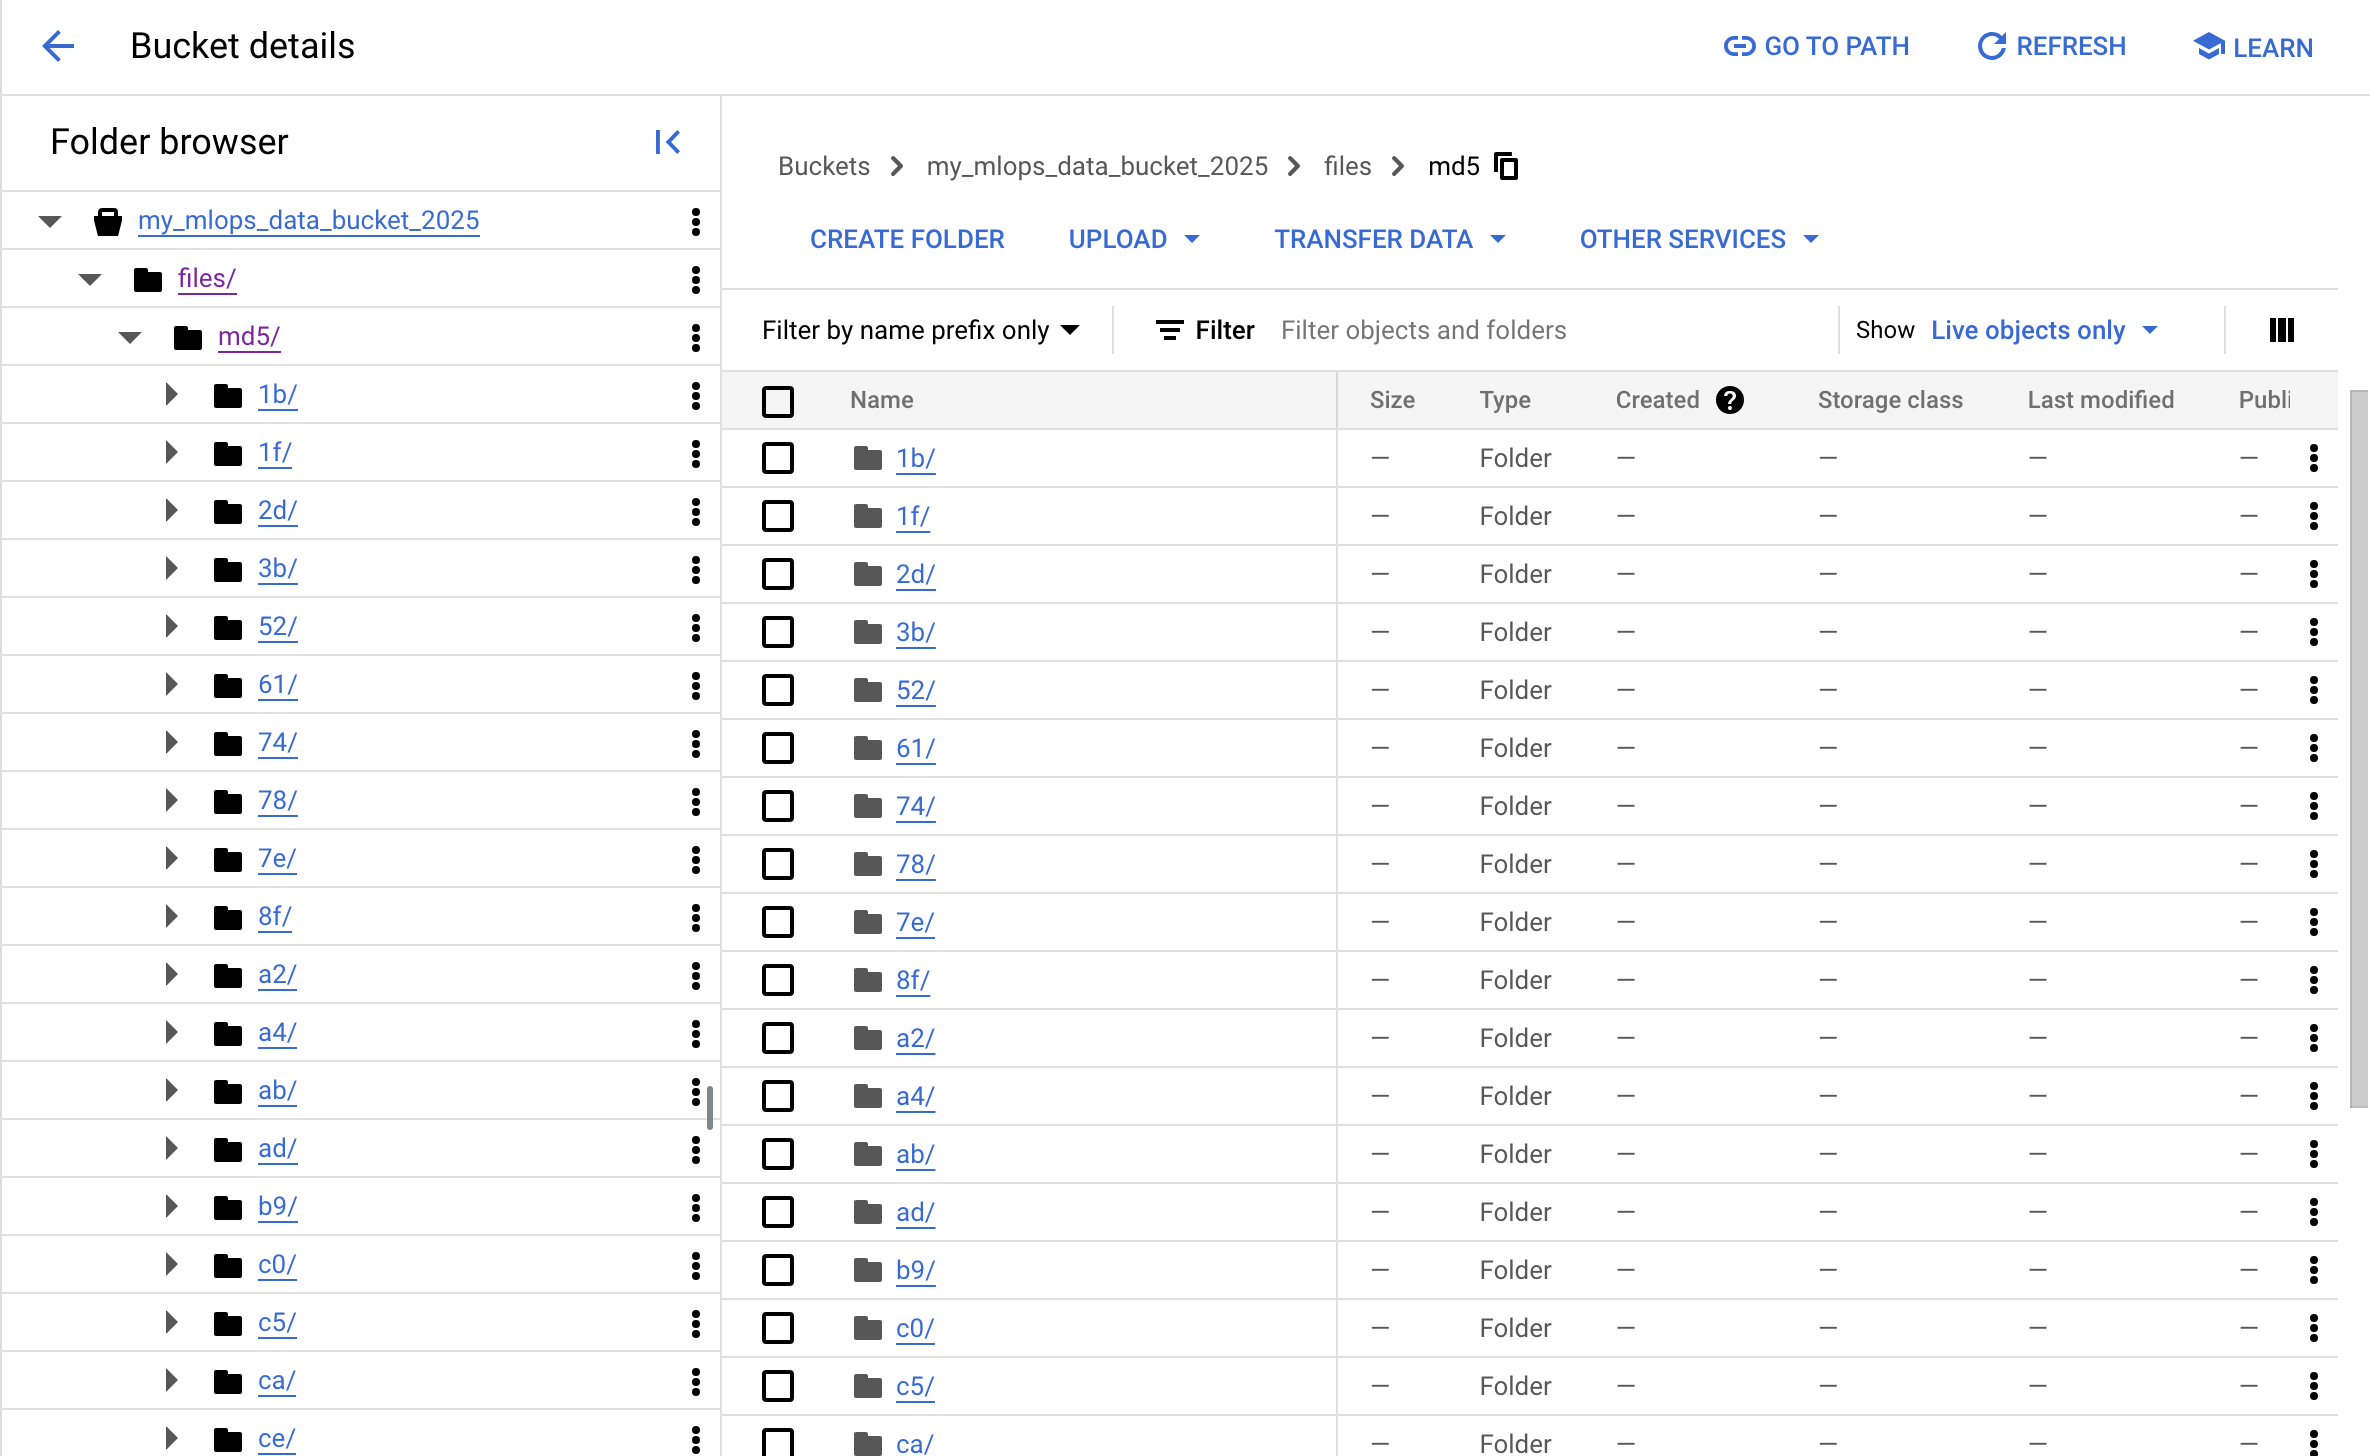 Bucket details
GO TO PATH
REFRESH
LEARN
Folder browser
my_mlops_data_bucket_2025
files/
md5/
1b/
1f/
2d/
3b/
52/
61/
74/
78/
7e/
8f/
a2/
a4/
ab/
ad/
b9/
c0/
c5/
ca/
ce/
Buckets > my_mlops_data_bucket_2025 > files > md5
CREATE FOLDER UPLOAD TRANSFER DATA OTHER SERVICES
Filter by name prefix only Filter Filter objects and folders Show Live objects only
Name Size Type Created ? Storage class Last modified Publi
1b/ — Folder — — — —
1f/ — Folder — — — —
2d/ — Folder — — — —
3b/ — Folder — — — —
52/ — Folder — — — —
61/ — Folder — — — —
74/ — Folder — — — —
78/ — Folder — — — —
7e/ — Folder — — — —
8f/ — Folder — — — —
a2/ — Folder — — — —
a4/ — Folder — — — —
ab/ — Folder — — — —
ad/ — Folder — — — —
b9/ — Folder — — — —
c0/ — Folder — — — —
c5/ — Folder — — — —
ca/ — Folder — — — —